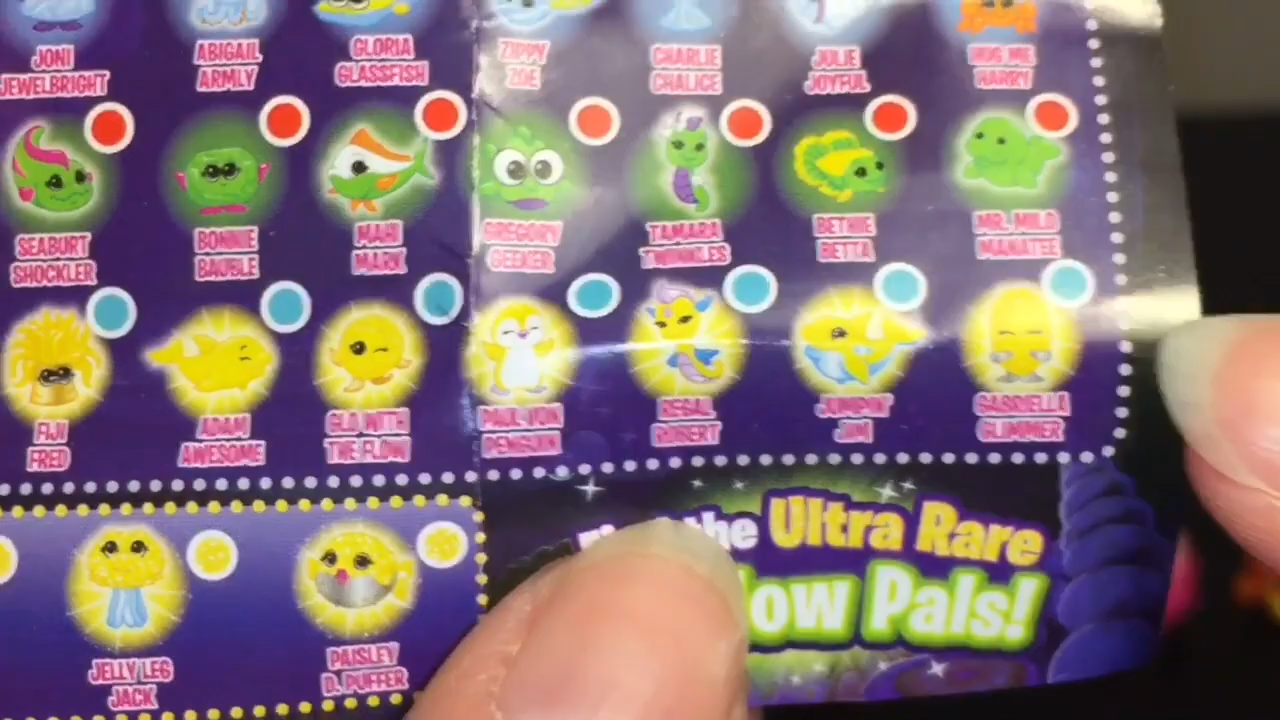 JONI
JEWELBRIGHT
ABIGAIL
ARMLY
GLORIA
GLASSFISH
ZIPPY
ZOE
CHARLIE
CHALICE
JULIE
JOYFUL
HUG ME
HARRY
SEABURT
SHOCKLER
BONNIE
BAUBLE
MAHI
MARK
GREGORY
GEEKER
TAMARA
TWINKLES
BETHIE
BETTA
MR. MILD
MANATEE
FIJI
FRED
ADAM
AWESOME
GLO WITH
THE FLOW
PAUL VON
PENGUIN
REGAL
ROBERT
JUMPIN'
JIM
GABRIELLA
GLIMMER
JELLY LEG
JACK
PAISLEY
D. PUFFER
the Ultra Rare
low Pals!